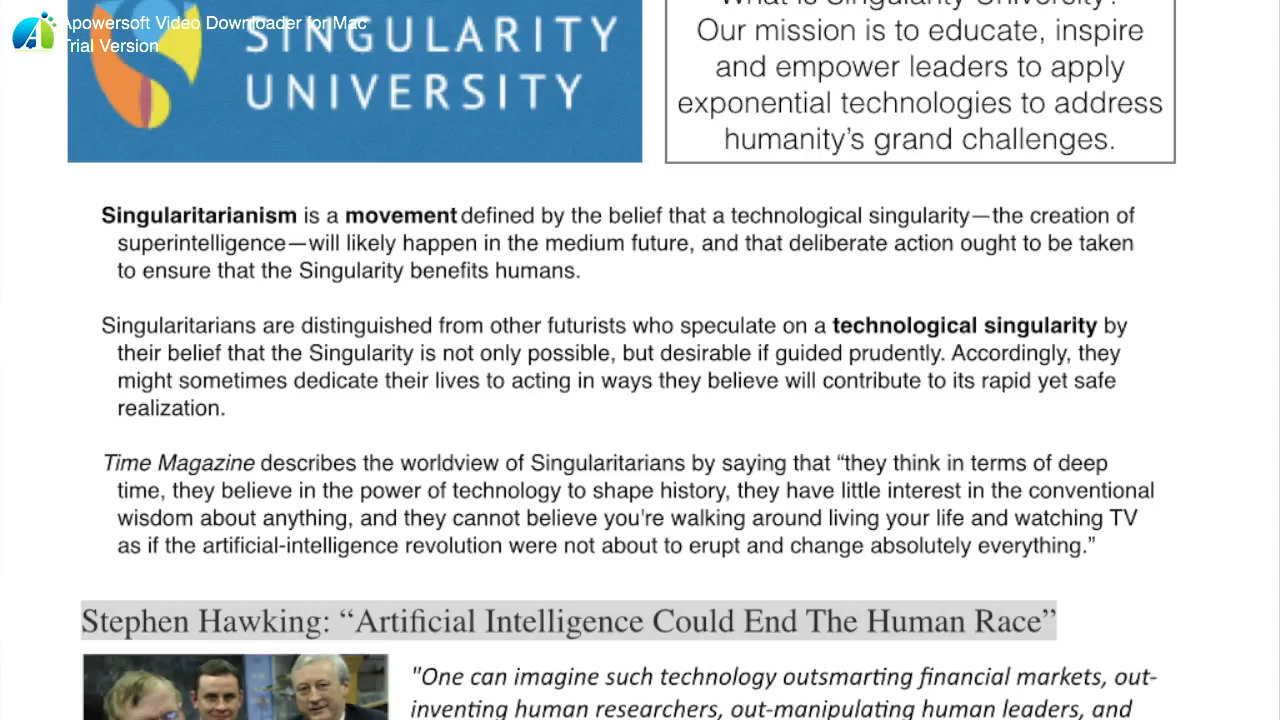 Apowersoft Video Downloader for Mac
Trial Version
SINGULARITY
UNIVERSITY
What is Singularity University?
Our mission is to educate, inspire
and empower leaders to apply
exponential technologies to address
humanity’s grand challenges.
Singularitarianism is a movement defined by the belief that a technological singularity—the creation of
superintelligence—will likely happen in the medium future, and that deliberate action ought to be taken
to ensure that the Singularity benefits humans.
Singularitarians are distinguished from other futurists who speculate on a technological singularity by
their belief that the Singularity is not only possible, but desirable if guided prudently. Accordingly, they
might sometimes dedicate their lives to acting in ways they believe will contribute to its rapid yet safe
realization.
Time Magazine describes the worldview of Singularitarians by saying that “they think in terms of deep
time, they believe in the power of technology to shape history, they have little interest in the conventional
wisdom about anything, and they cannot believe you're walking around living your life and watching TV
as if the artificial-intelligence revolution were not about to erupt and change absolutely everything.”
Stephen Hawking: “Artificial Intelligence Could End The Human Race”
"One can imagine such technology outsmarting financial markets, out-
inventing human researchers, out-manipulating human leaders, and